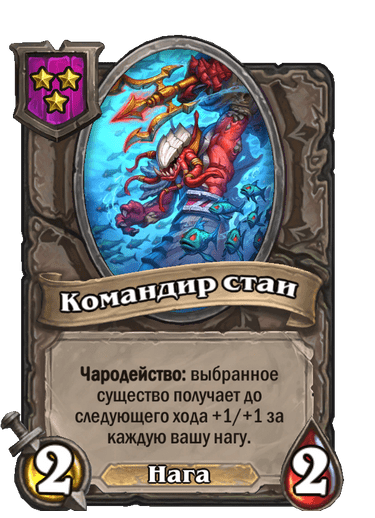 Командир стаи
Чародейство: выбранное
существо получает до
следующего хода +1/+1 за
каждую вашу нагу.
2
Нага
2